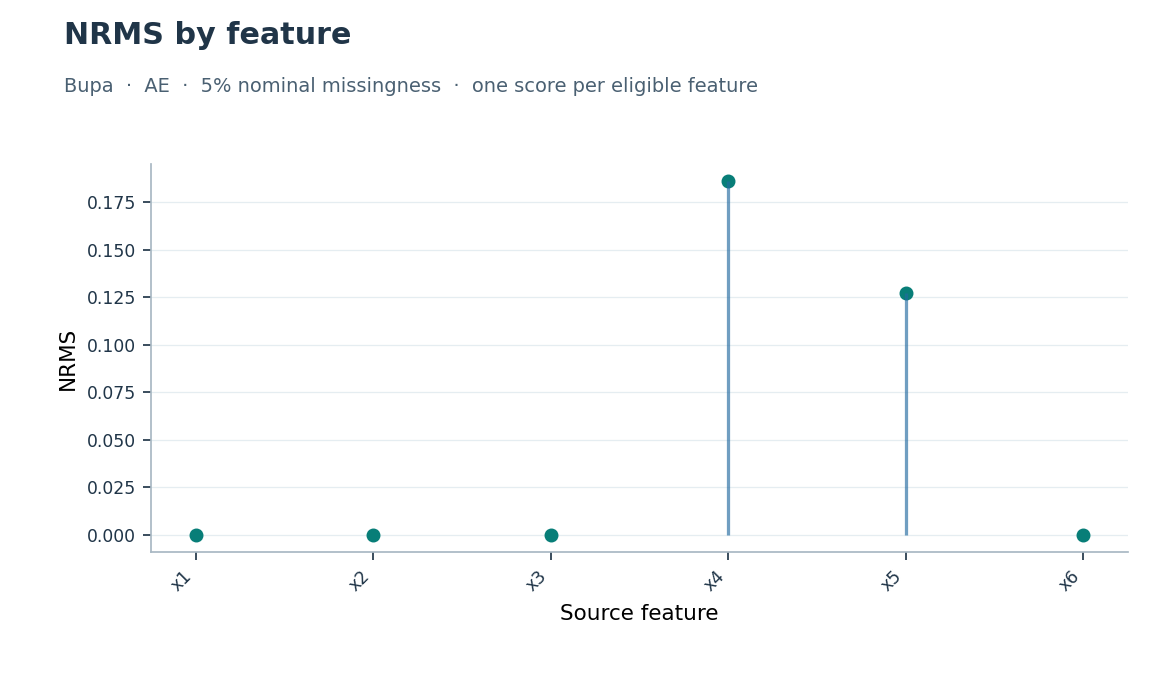 NRMS by feature
Bupa · AE · 5% nominal missingness · one score per eligible feature
0.175
0.150
0.125
0.100
0.075
0.050
0.025
0.000
NRMS
x1 x2 x3 x4 x5 x6
Source feature